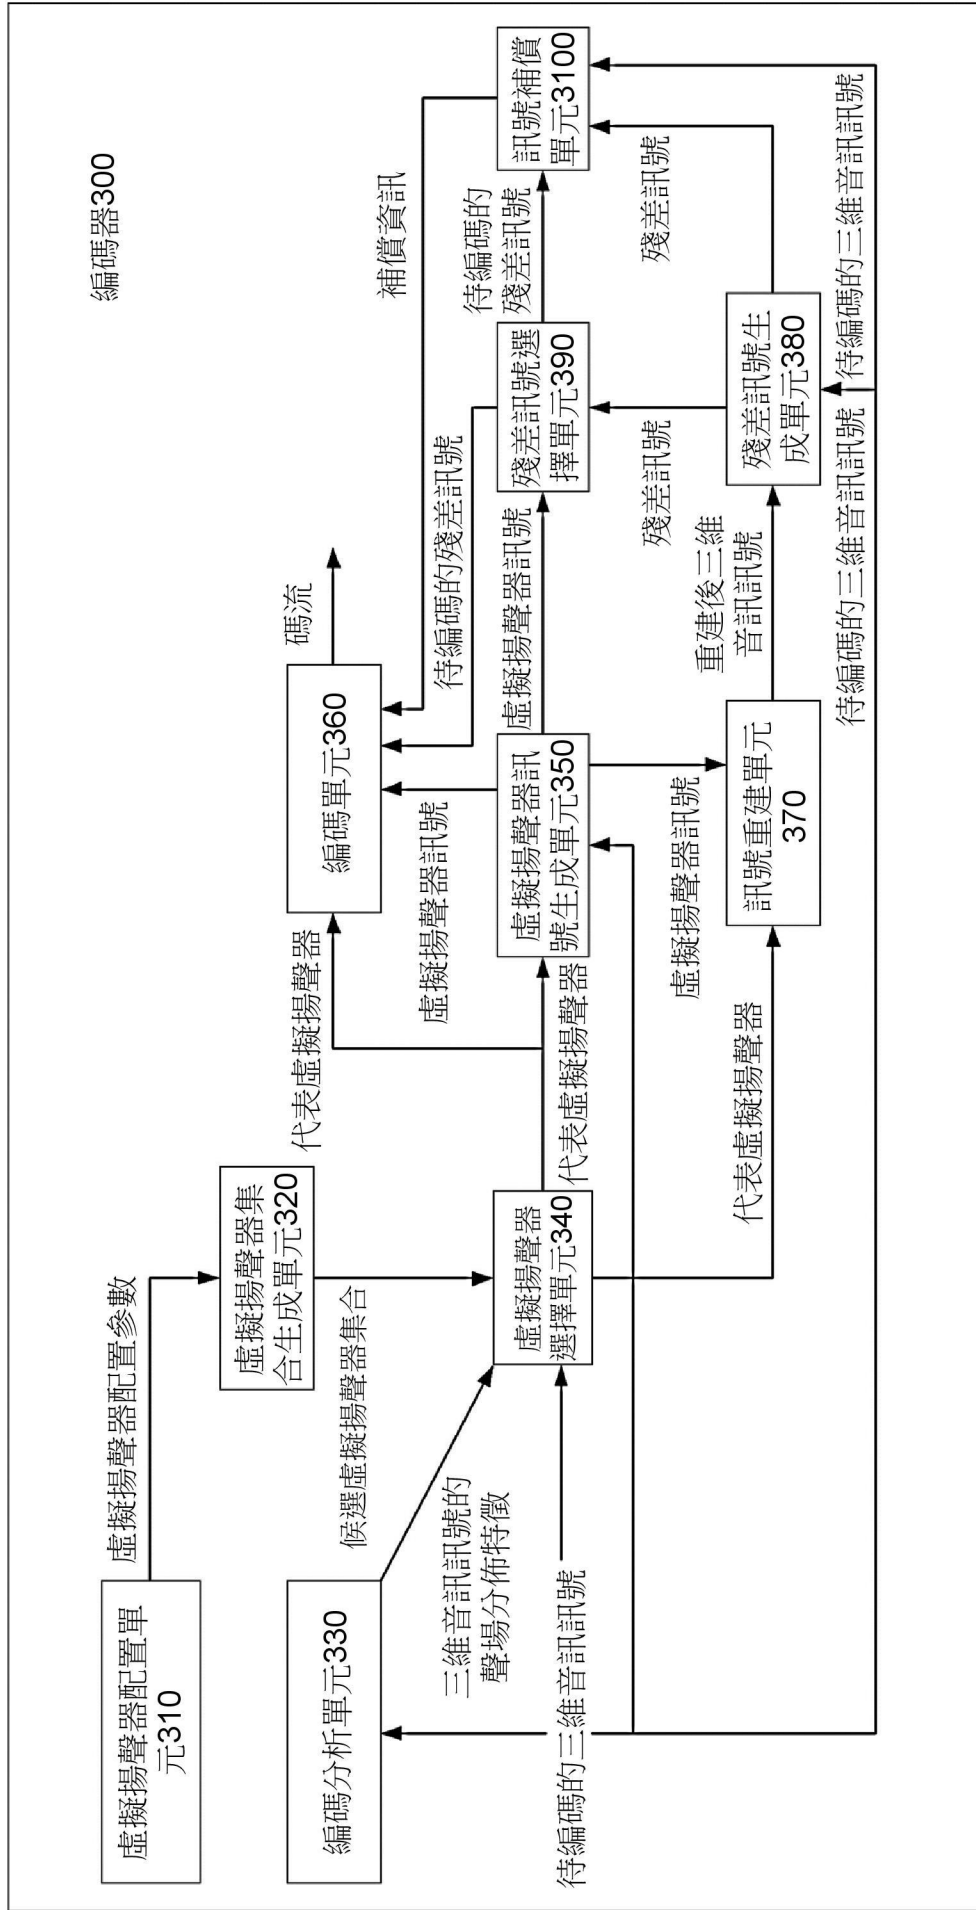 編碼器300
虛擬揚聲器配置單
元310
虛擬揚聲器配置參數
虛擬揚聲器集
合生成單元320
候選虛擬揚聲器集合
編碼分析單元330
三維音訊訊號的
聲場分佈特徵
待編碼的三維音訊訊號
虛擬揚聲器
選擇單元340
代表虛擬揚聲器
代表虛擬揚聲器
代表虛擬揚聲器
編碼單元360
碼流
虛擬揚聲器訊號
虛擬揚聲器訊
號生成單元350
虛擬揚聲器訊號
虛擬揚聲器訊號
訊號重建單元
370
重建後三維
音訊訊號
待編碼的殘差訊號
殘差訊號選
擇單元390
殘差訊號
殘差訊號生
成單元380
待編碼的三維音訊訊號
補償資訊
待編碼的
殘差訊號
訊號補償
單元3100
殘差訊號
待編碼的三維音訊訊號